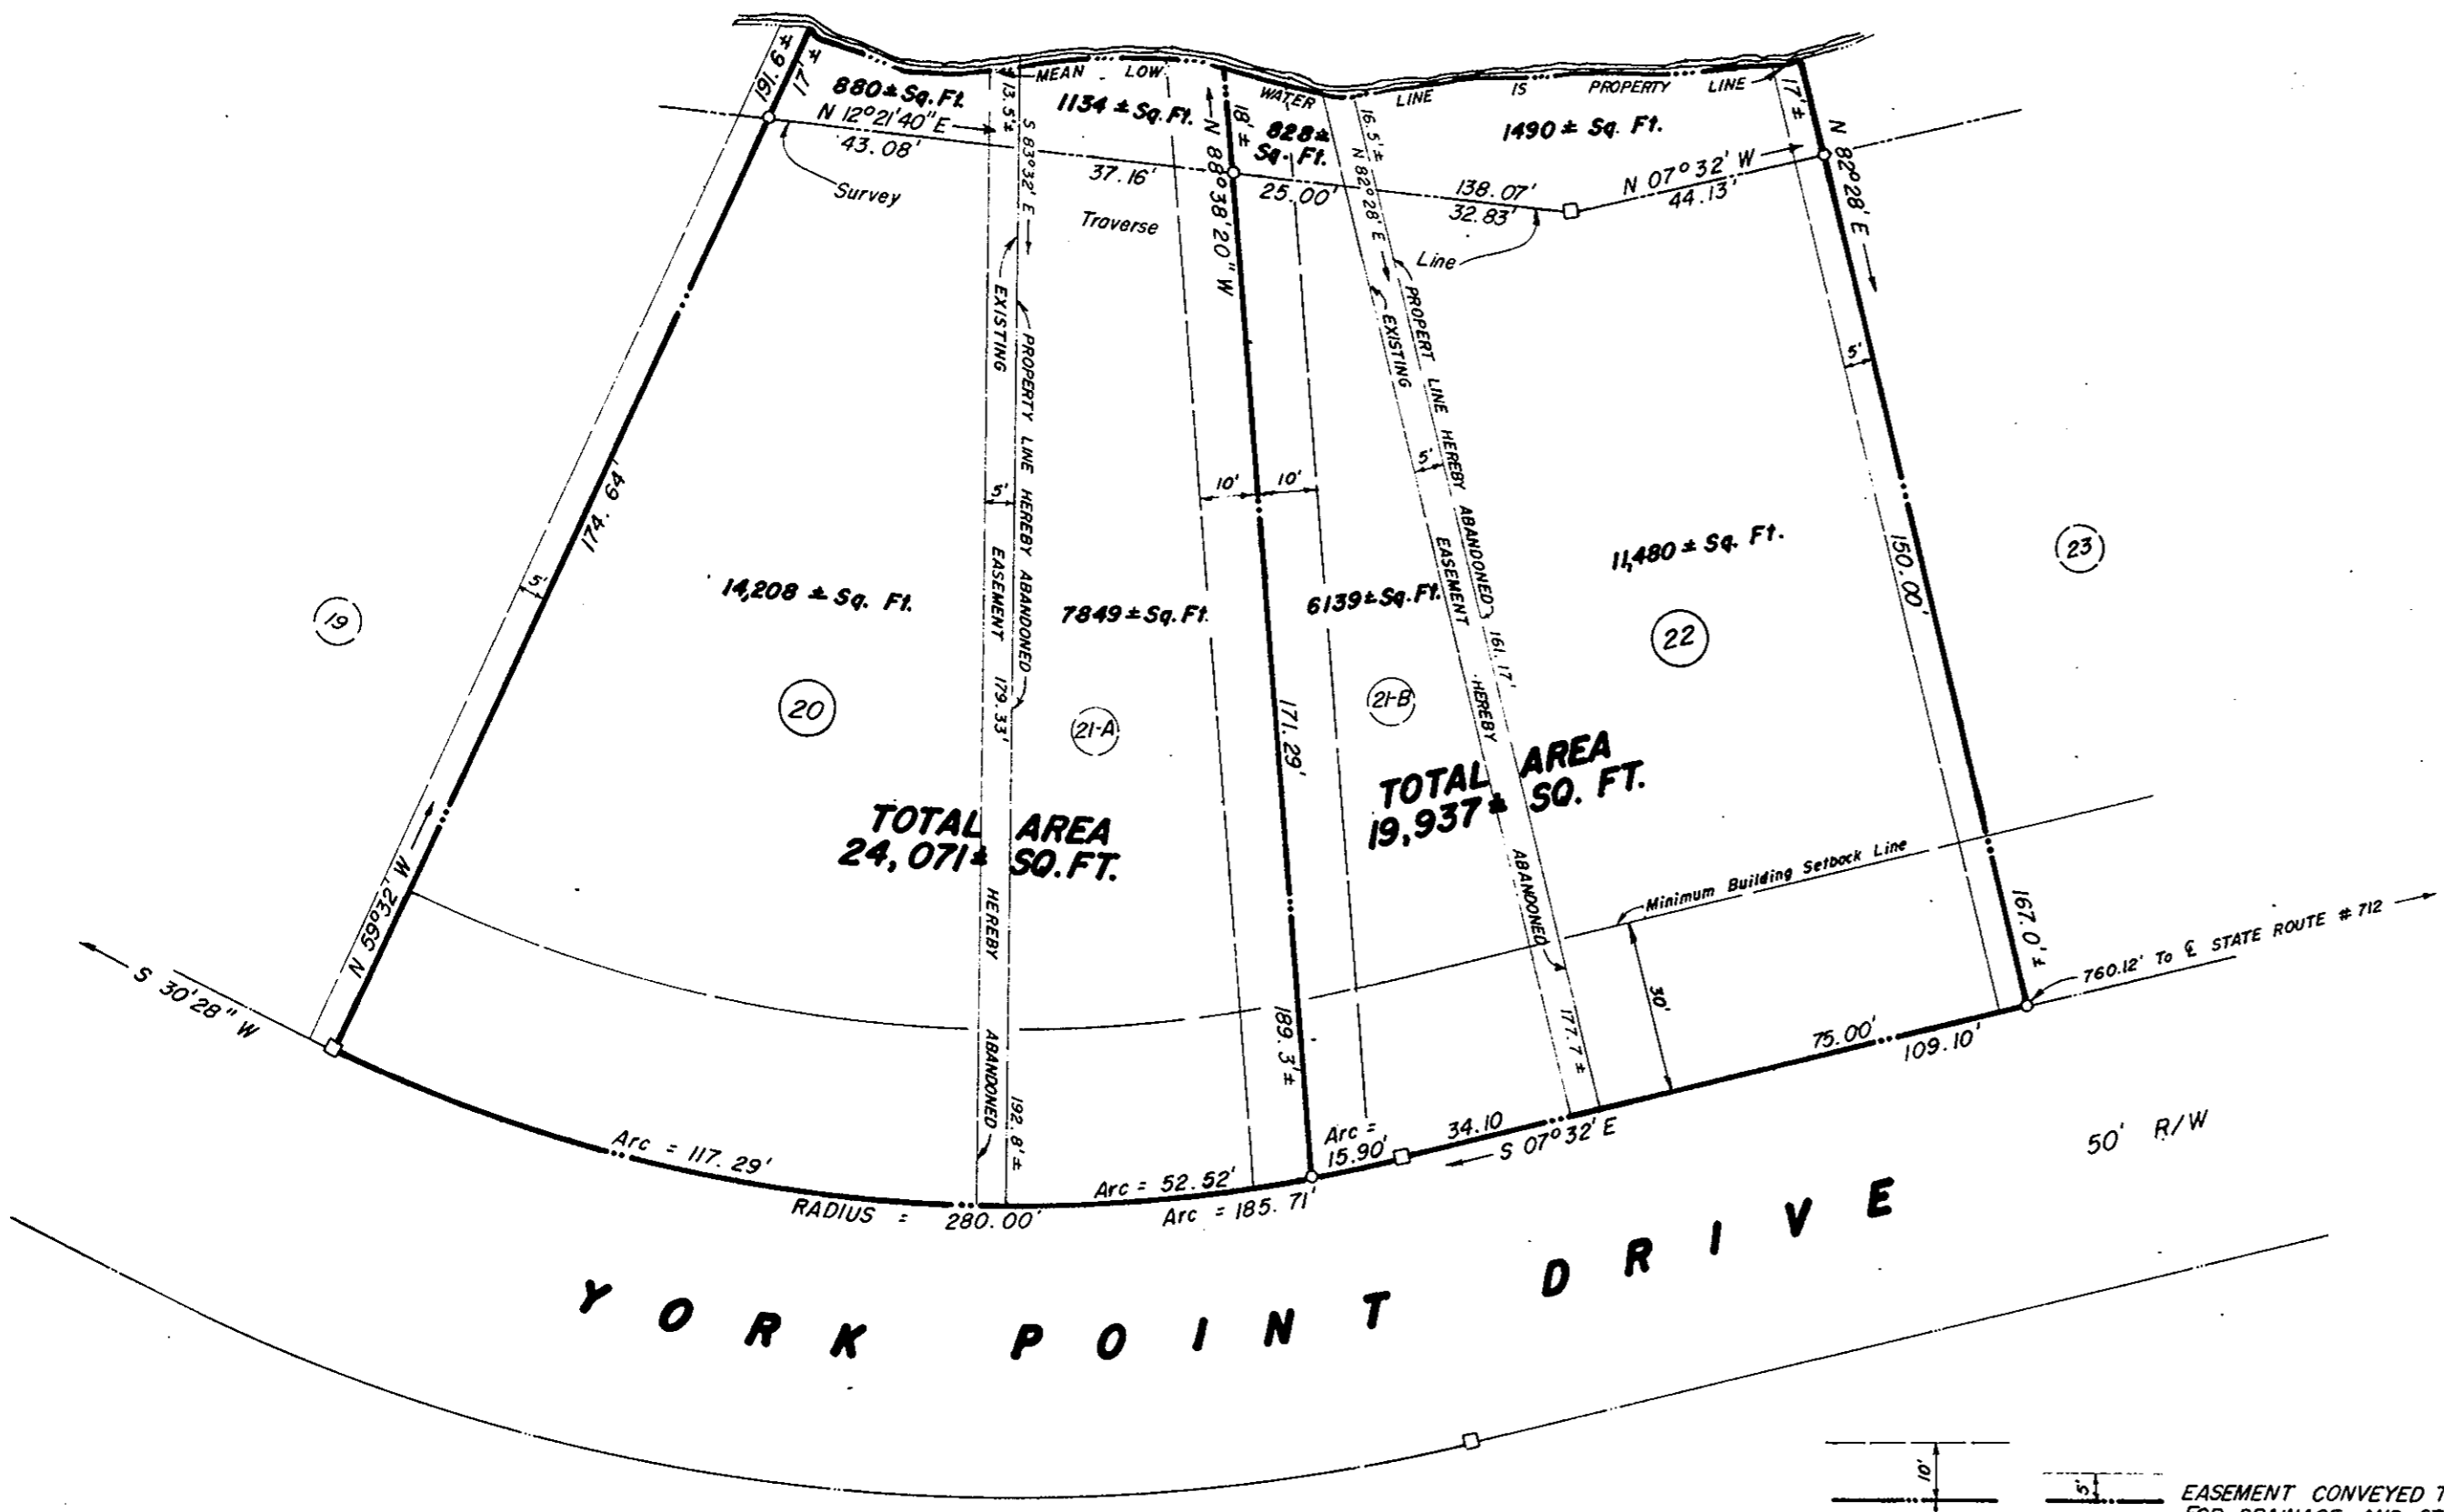 191.6'±
17'±
880± Sq. Ft.
N 12°21'40" E
43.08'
Survey
13.5'±
MEAN LOW WATER LINE IS PROPERTY LINE
S 83°32' E
1134 ± Sq. Ft.
37.16'
Traverse
18'±
N 88°38'20" W
828±
Sq. Ft.
25.00'
16.5'±
N 82°28' E
1490 ± Sq. Ft.
138.07'
32.83'
Line
N 07°32' W
44.13'
17'±
N 82°28' E
5'
EXISTING EASEMENT HEREBY ABANDONED
PROPERTY LINE HEREBY ABANDONED
179.33'
192.8'±
5'
10'
10'
EXISTING EASEMENT HEREBY ABANDONED
PROPERT LINE HEREBY ABANDONED
161.17'
177.7 ±
5'
150.00'
167.0'±
174.64'
5'
N 59°32' W
19
14,208 ± Sq. Ft.
7849± Sq. Ft.
6139± Sq. Ft.
11,480 ± Sq. Ft.
23
20
21-A
21-B
22
171.29'
189.3'±
TOTAL AREA
24,071± SQ. FT.
TOTAL AREA
19,937± SQ. FT.
Minimum Building Setback Line
30'
S 30'28" W
760.12' To ℄ STATE ROUTE # 712
75.00'
109.10'
34.10
S 07°32' E
Arc =
15.90'
Arc = 117.29'
Arc = 52.52'
RADIUS = 280.00'
Arc = 185.71'
50' R/W
YORK POINT DRIVE
10'
5'
EASEMENT CONVEYED T